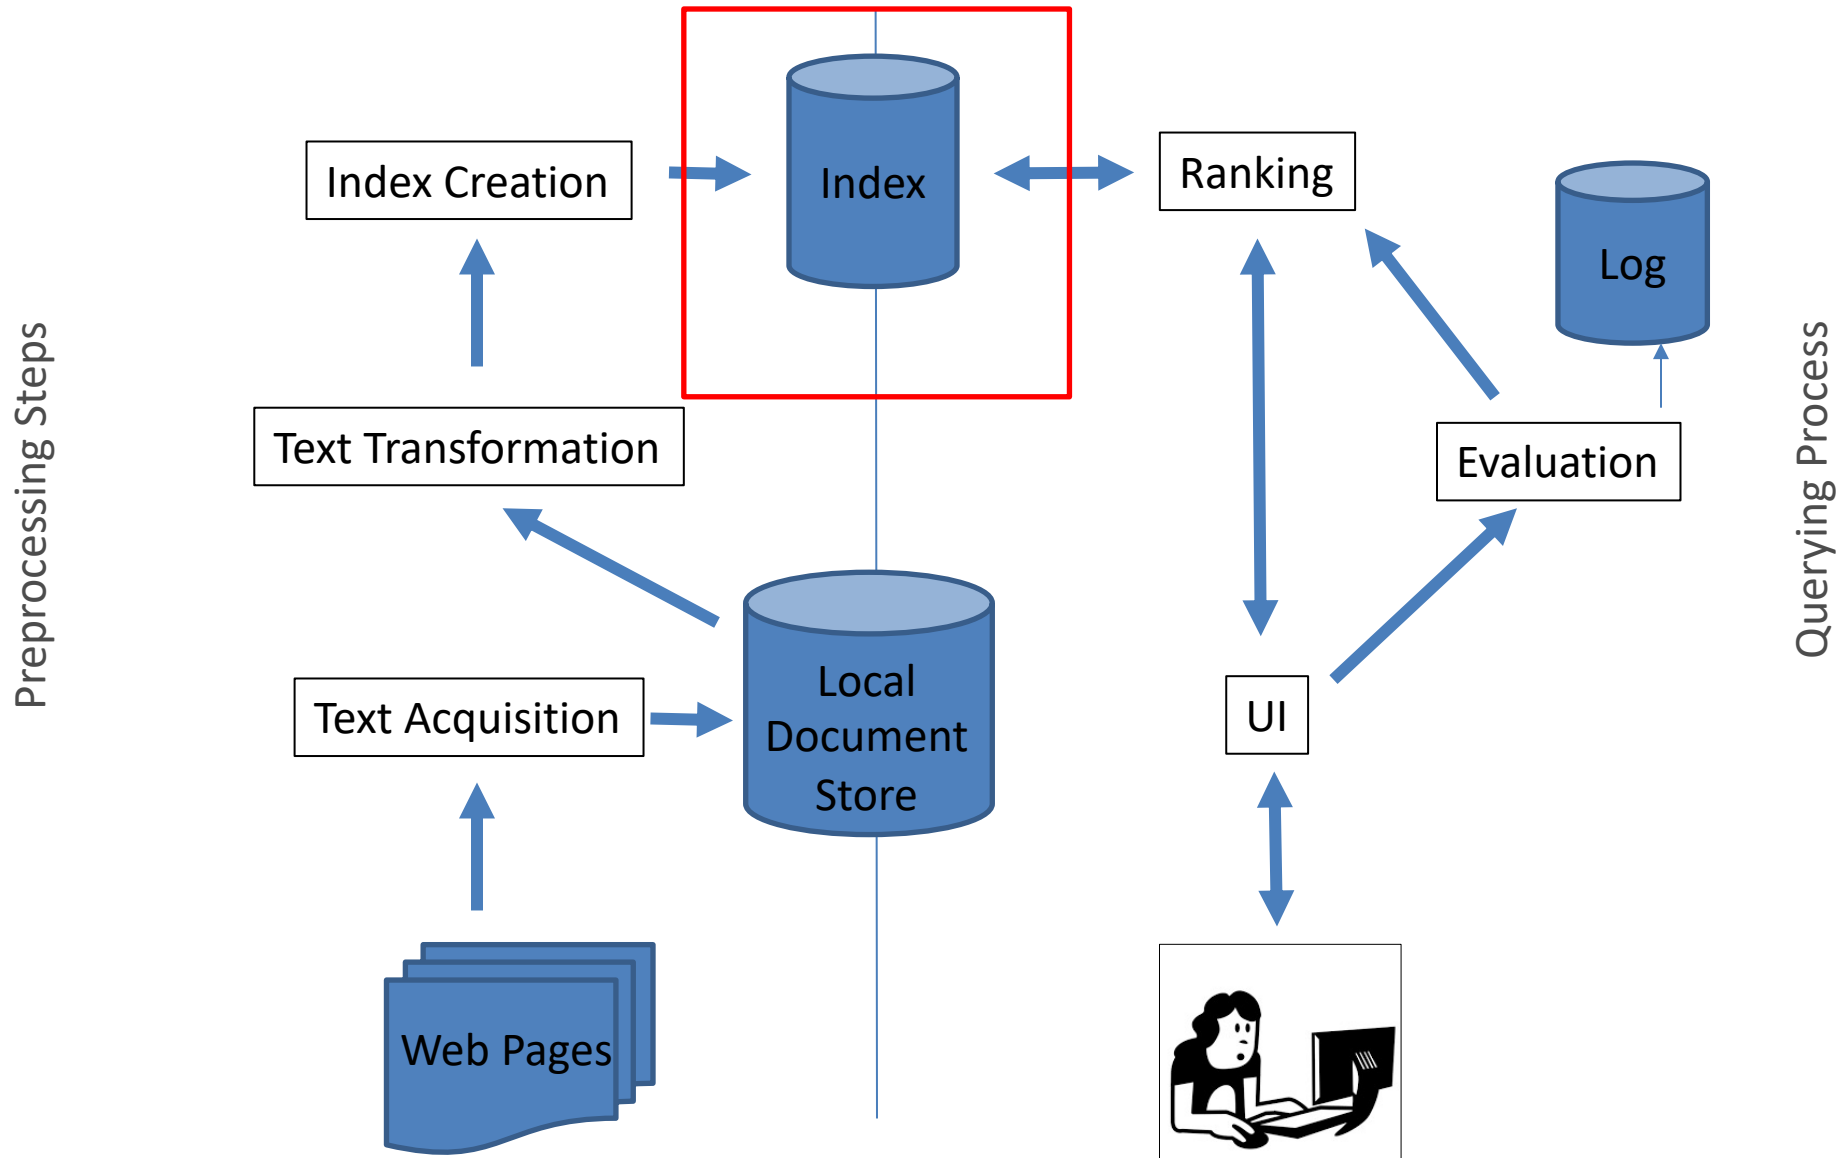 Preprocessing Steps
Index Creation
Index
Ranking
Log
Text Transformation
Evaluation
Text Acquisition
Local
Document
Store
UI
Web Pages
Querying Process